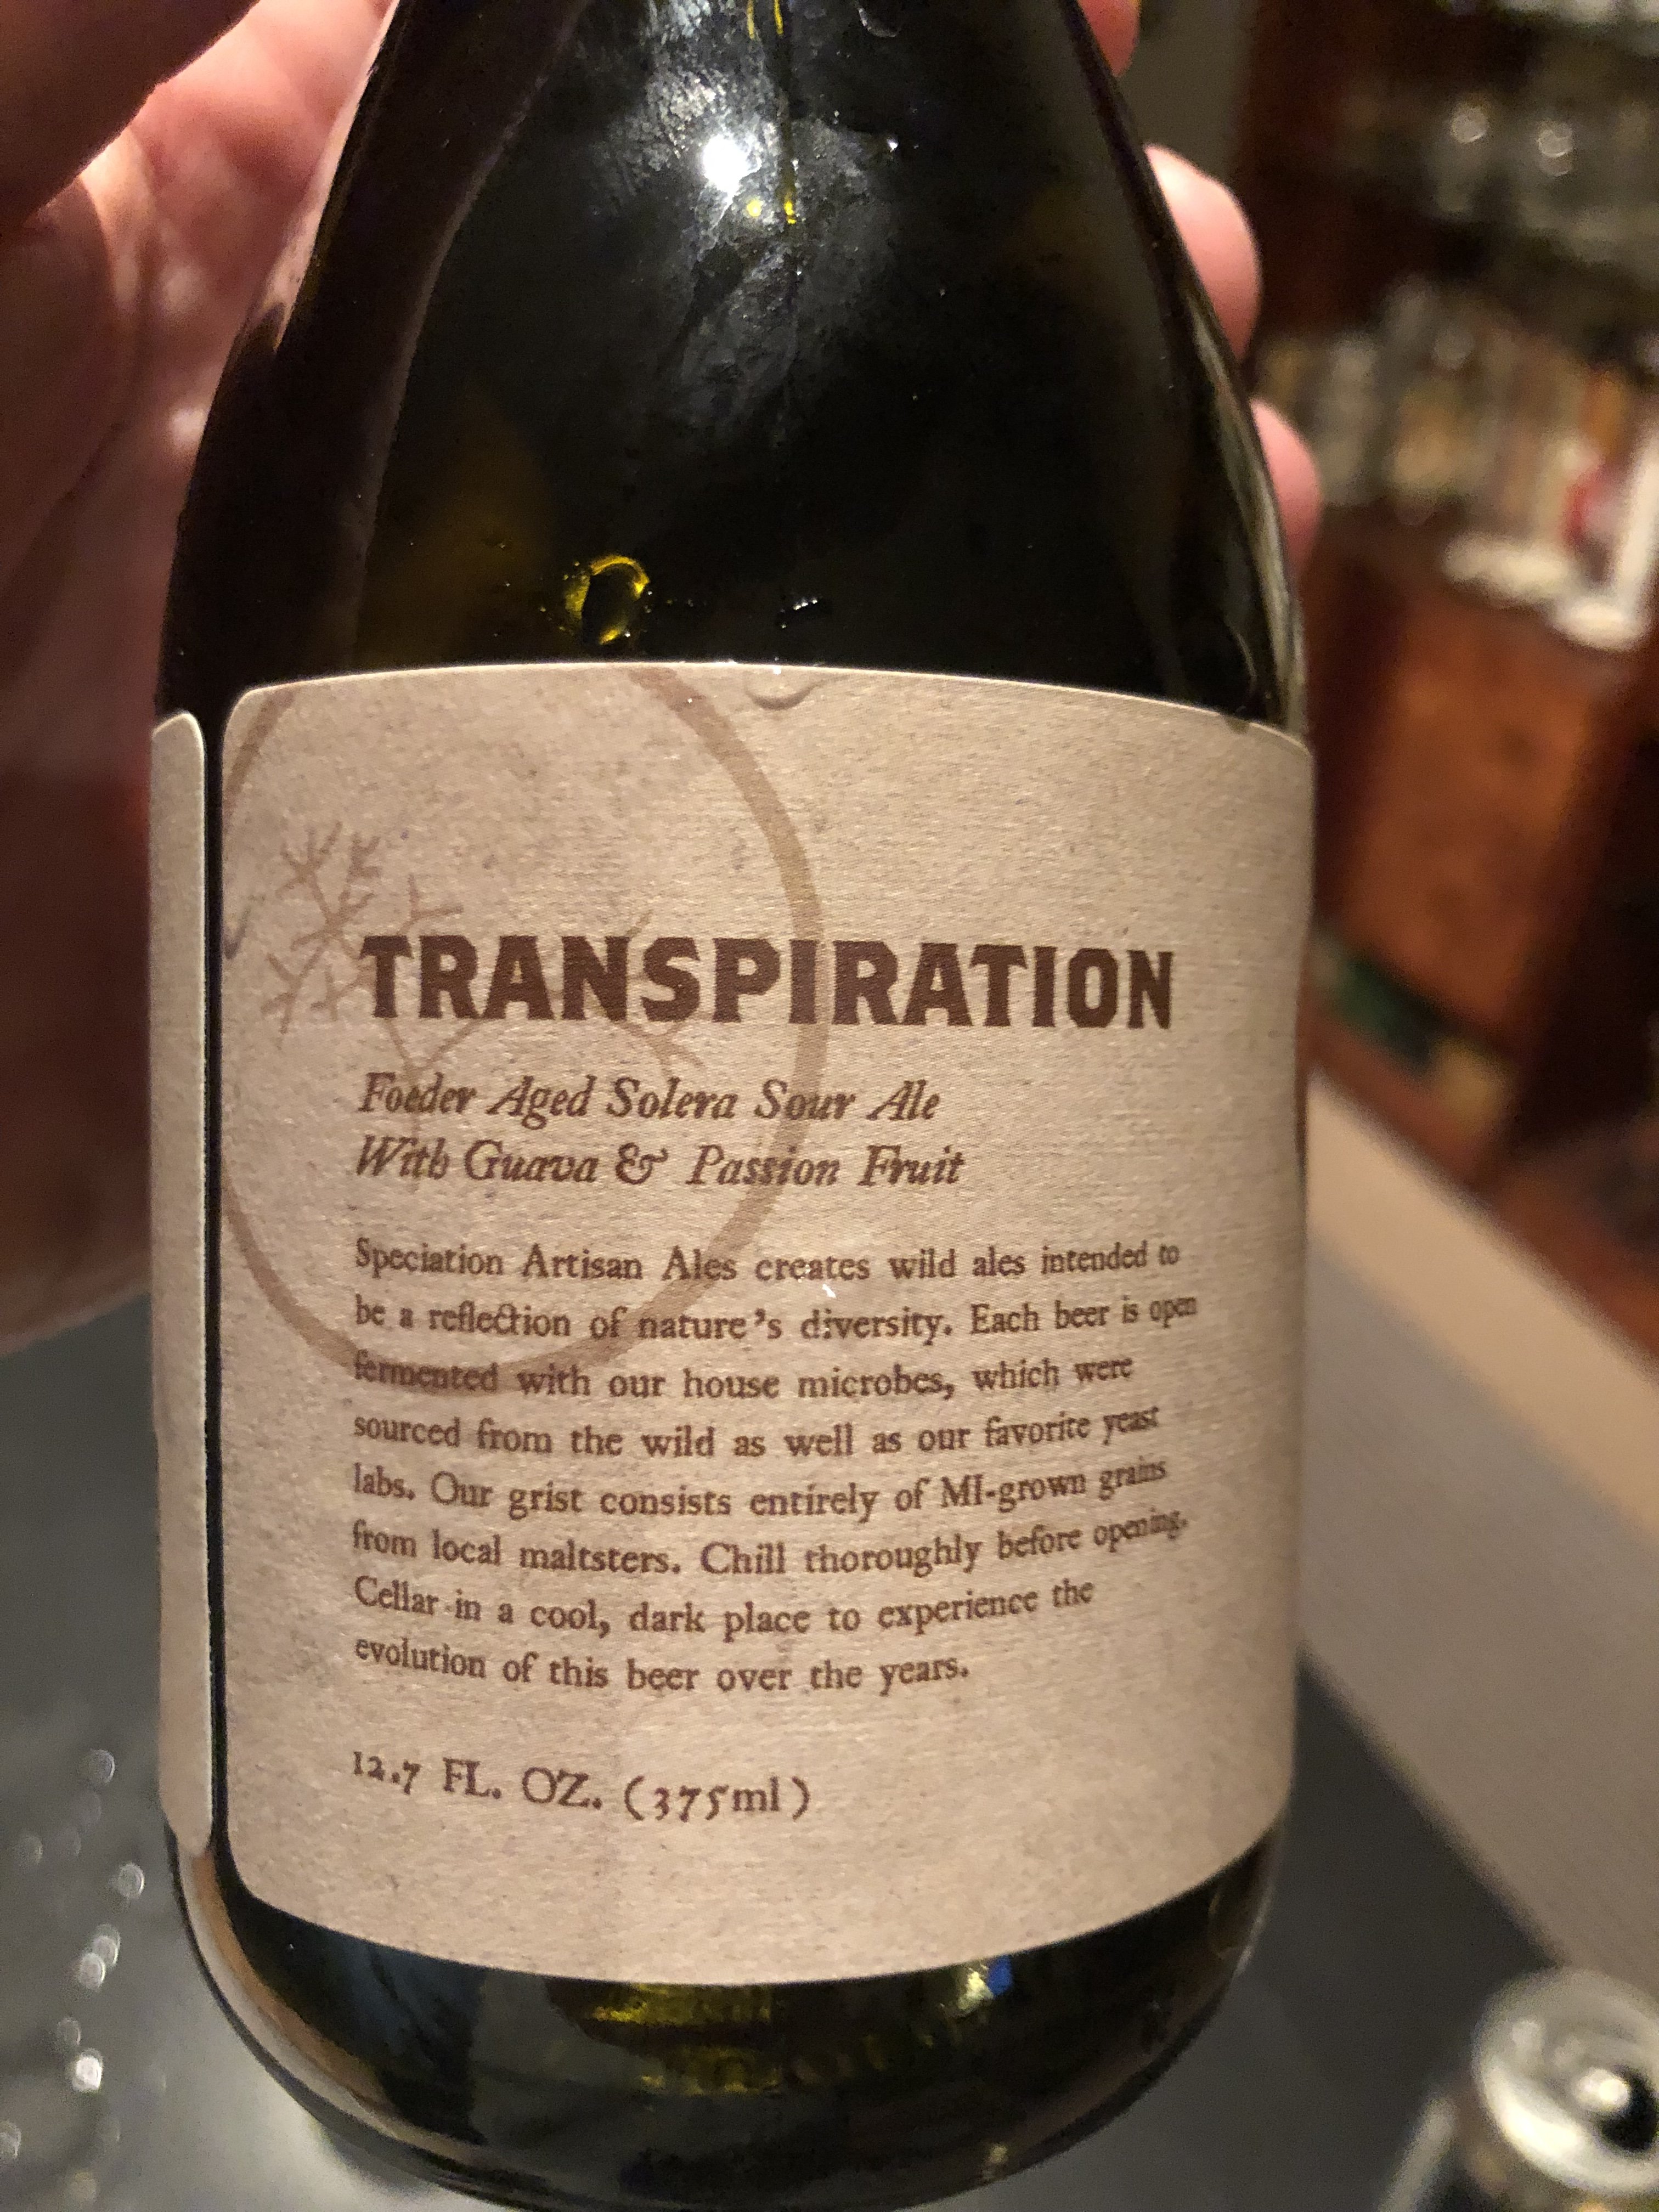 TRANSPIRATION
Foeder Aged Solera Sour Ale
With Guava & Passion Fruit
Speciation Artisan Ales creates wild ales intended to
be a reflection of nature's diversity. Each beer is open
fermented with our house microbes, which were
sourced from the wild as well as our favorite yeast
labs. Our grist consists entirely of MI-grown grains
from local maltsters. Chill thoroughly before opening.
Cellar in a cool, dark place to experience the
evolution of this beer over the years.
12.7 FL. OZ. (375ml)